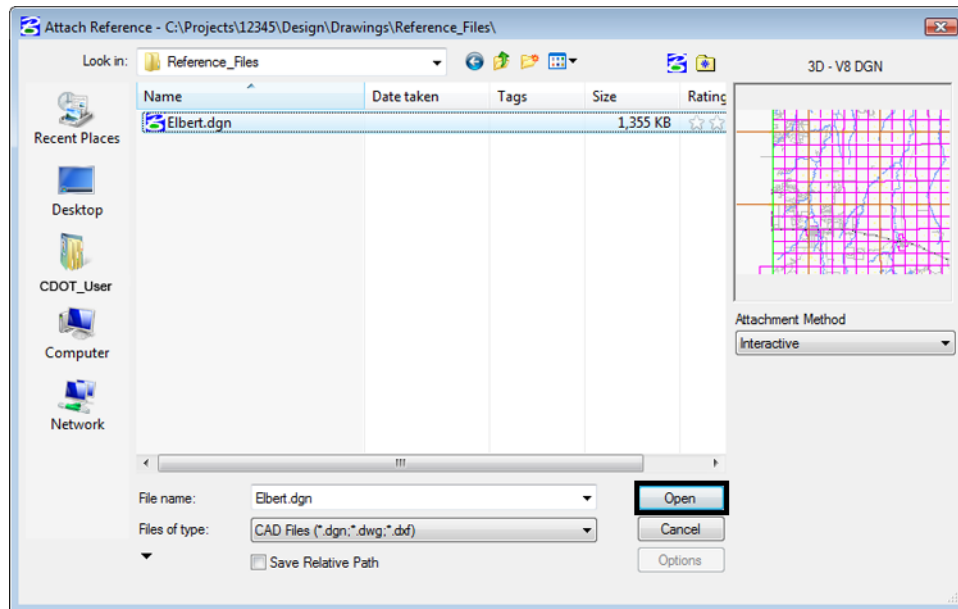 Attach Reference - C:\Projects\12345\Design\Drawings\Reference_Files\
Look in:
Reference_Files
3D - V8 DGN
Name
Date taken
Tags
Size
Rating
Elbert.dgn
1,355 KB
Recent Places
Desktop
CDOT_User
Computer
Network
Attachment Method
Interactive
File name:
Elbert.dgn
Open
Files of type:
CAD Files (*.dgn;*.dwg;*.dxf)
Cancel
Save Relative Path
Options